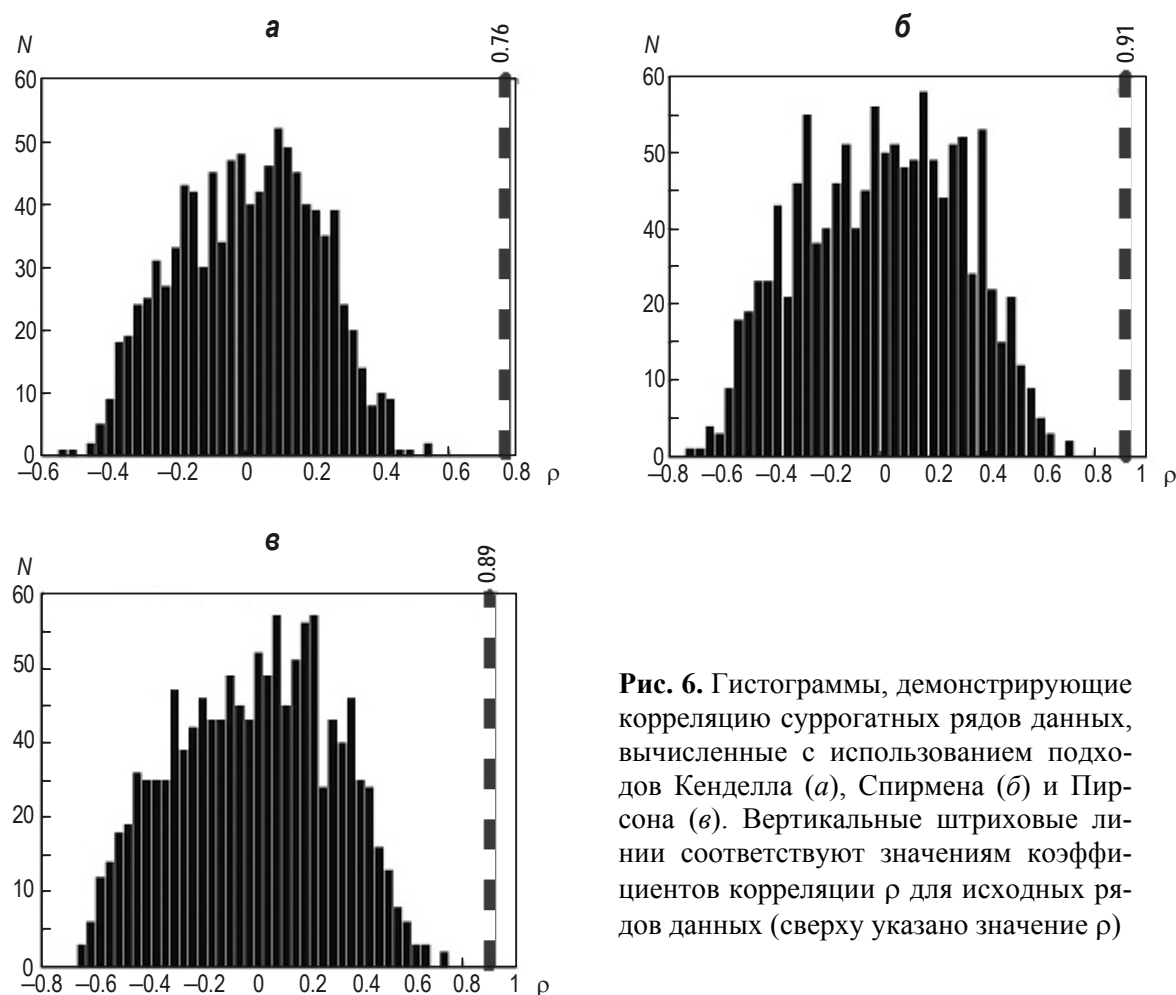 а
N
0.76
60
50
40
30
20
10
0
–0.6 –0.4 –0.2 0 0.2 0.4 0.6 0.8 ρ
б
N
0.91
60
50
40
20
10
0
–0.8 –0.6 –0.4 –0.2 0 0.2 0.4 0.6 0.8 1 ρ
в
N
0.89
60
50
40
20
10
0
–0.8 –0.6 –0.4 –0.2 0 0.2 0.4 0.6 0.8 1 ρ
Рис. 6. Гистограммы, демонстрирующие
корреляцию суррогатных рядов данных,
вычисленные с использованием подхо-
дов Кенделла (а), Спирмена (б) и Пир-
сона (в). Вертикальные штриховые ли-
нии соответствуют значениям коэффи-
циентов корреляции ρ для исходных ря-
дов данных (сверху указано значение ρ)